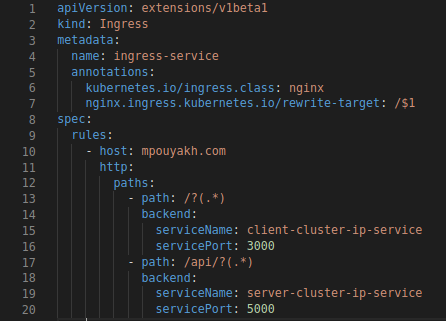 1 apiVersion: extensions/v1beta1
2 kind: Ingress
3 metadata:
4   name: ingress-service
5   annotations:
6     kubernetes.io/ingress.class: nginx
7     nginx.ingress.kubernetes.io/rewrite-target: /$1
8 spec:
9   rules:
10     - host: mpouyakh.com
11       http:
12         paths:
13           - path: /?(.*)
14             backend:
15               serviceName: client-cluster-ip-service
16               servicePort: 3000
17           - path: /api/?(.*)
18             backend:
19               serviceName: server-cluster-ip-service
20               servicePort: 5000